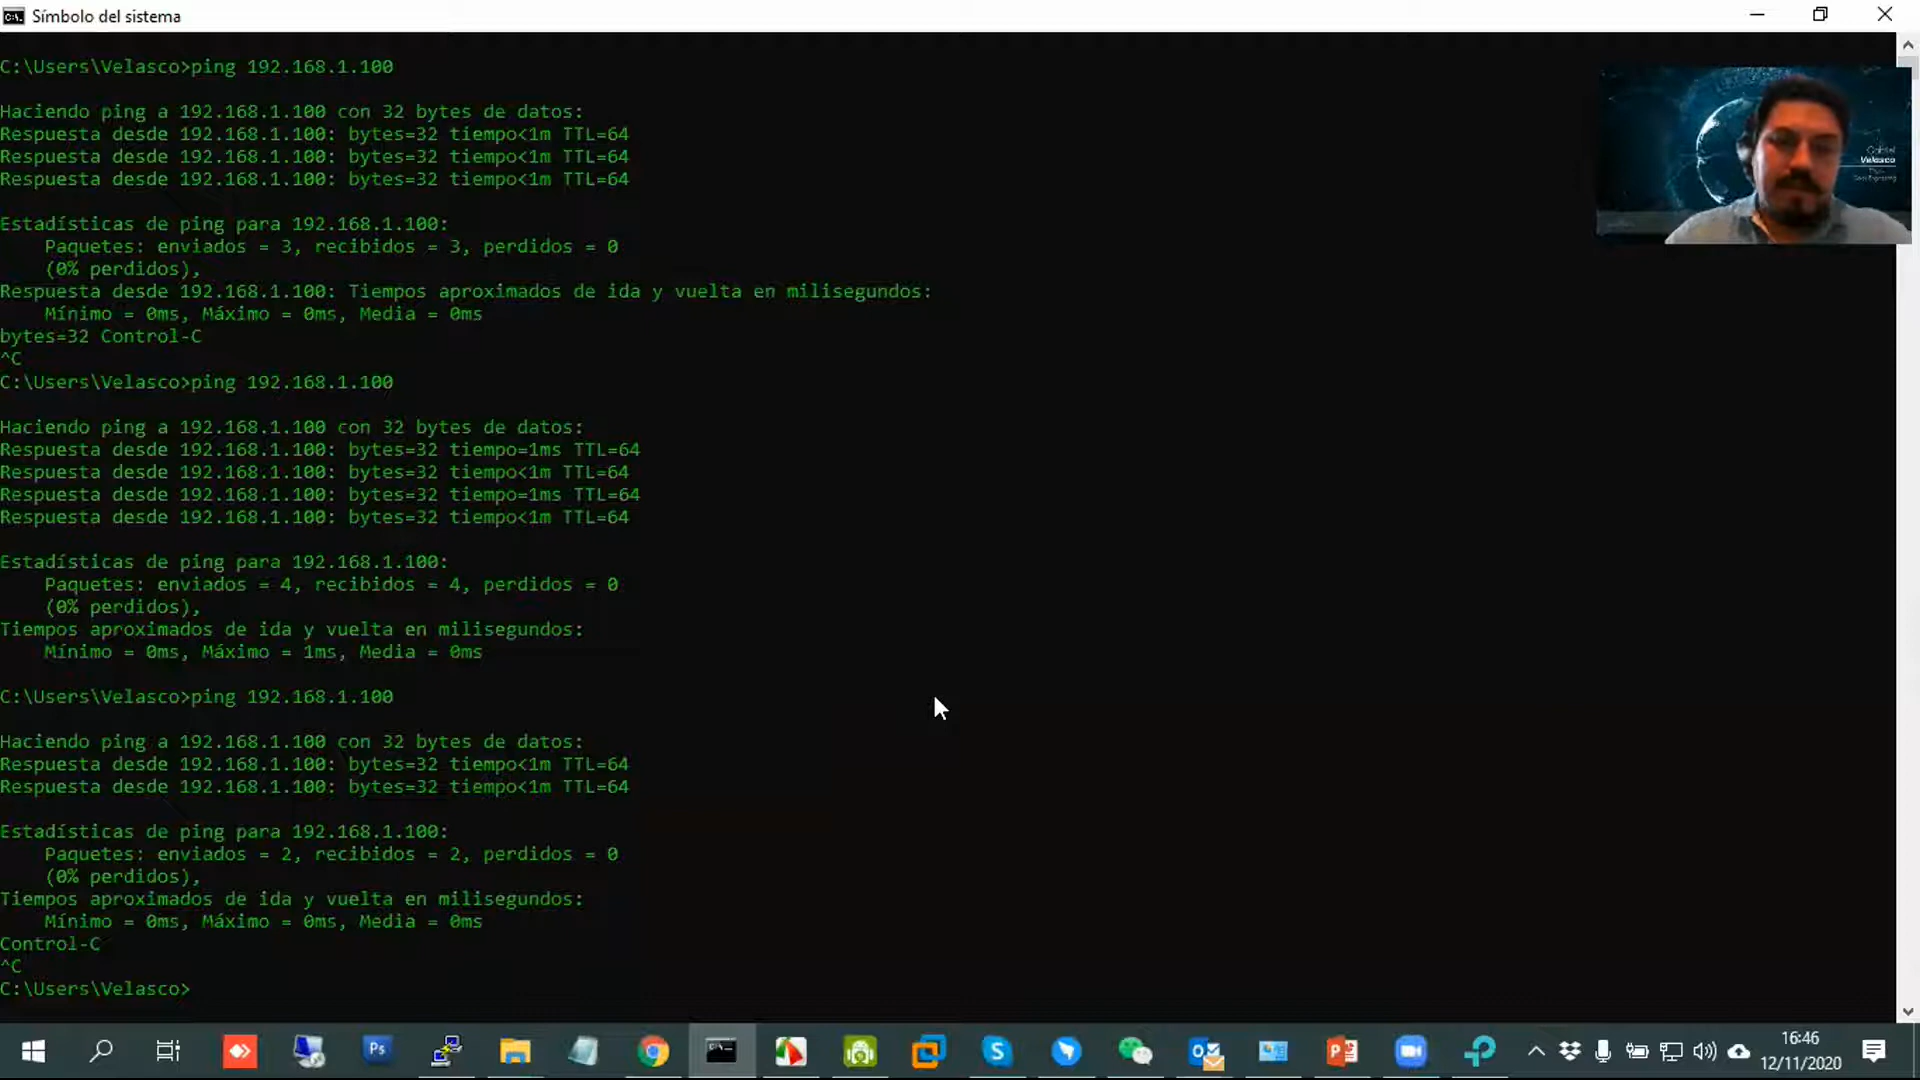 Símbolo del sistema
C:\Users\Velasco>ping 192.168.1.100
Haciendo ping a 192.168.1.100 con 32 bytes de datos:
Respuesta desde 192.168.1.100: bytes=32 tiempo<1m TTL=64
Respuesta desde 192.168.1.100: bytes=32 tiempo<1m TTL=64
Respuesta desde 192.168.1.100: bytes=32 tiempo<1m TTL=64
Estadísticas de ping para 192.168.1.100:
Paquetes: enviados = 3, recibidos = 3, perdidos = 0
(0% perdidos),
Respuesta desde 192.168.1.100: Tiempos aproximados de ida y vuelta en milisegundos:
Mínimo = 0ms, Máximo = 0ms, Media = 0ms
bytes=32 Control-C
^C
C:\Users\Velasco>ping 192.168.1.100
Haciendo ping a 192.168.1.100 con 32 bytes de datos:
Respuesta desde 192.168.1.100: bytes=32 tiempo=1ms TTL=64
Respuesta desde 192.168.1.100: bytes=32 tiempo<1m TTL=64
Respuesta desde 192.168.1.100: bytes=32 tiempo=1ms TTL=64
Respuesta desde 192.168.1.100: bytes=32 tiempo<1m TTL=64
Estadísticas de ping para 192.168.1.100:
Paquetes: enviados = 4, recibidos = 4, perdidos = 0
(0% perdidos),
Tiempos aproximados de ida y vuelta en milisegundos:
Mínimo = 0ms, Máximo = 1ms, Media = 0ms
C:\Users\Velasco>ping 192.168.1.100
Haciendo ping a 192.168.1.100 con 32 bytes de datos:
Respuesta desde 192.168.1.100: bytes=32 tiempo<1m TTL=64
Respuesta desde 192.168.1.100: bytes=32 tiempo<1m TTL=64
Estadísticas de ping para 192.168.1.100:
Paquetes: enviados = 2, recibidos = 2, perdidos = 0
(0% perdidos),
Tiempos aproximados de ida y vuelta en milisegundos:
Mínimo = 0ms, Máximo = 0ms, Media = 0ms
Control-C
^C
C:\Users\Velasco>
Gabriel
Velasco
Ps
16:46
12/11/2020